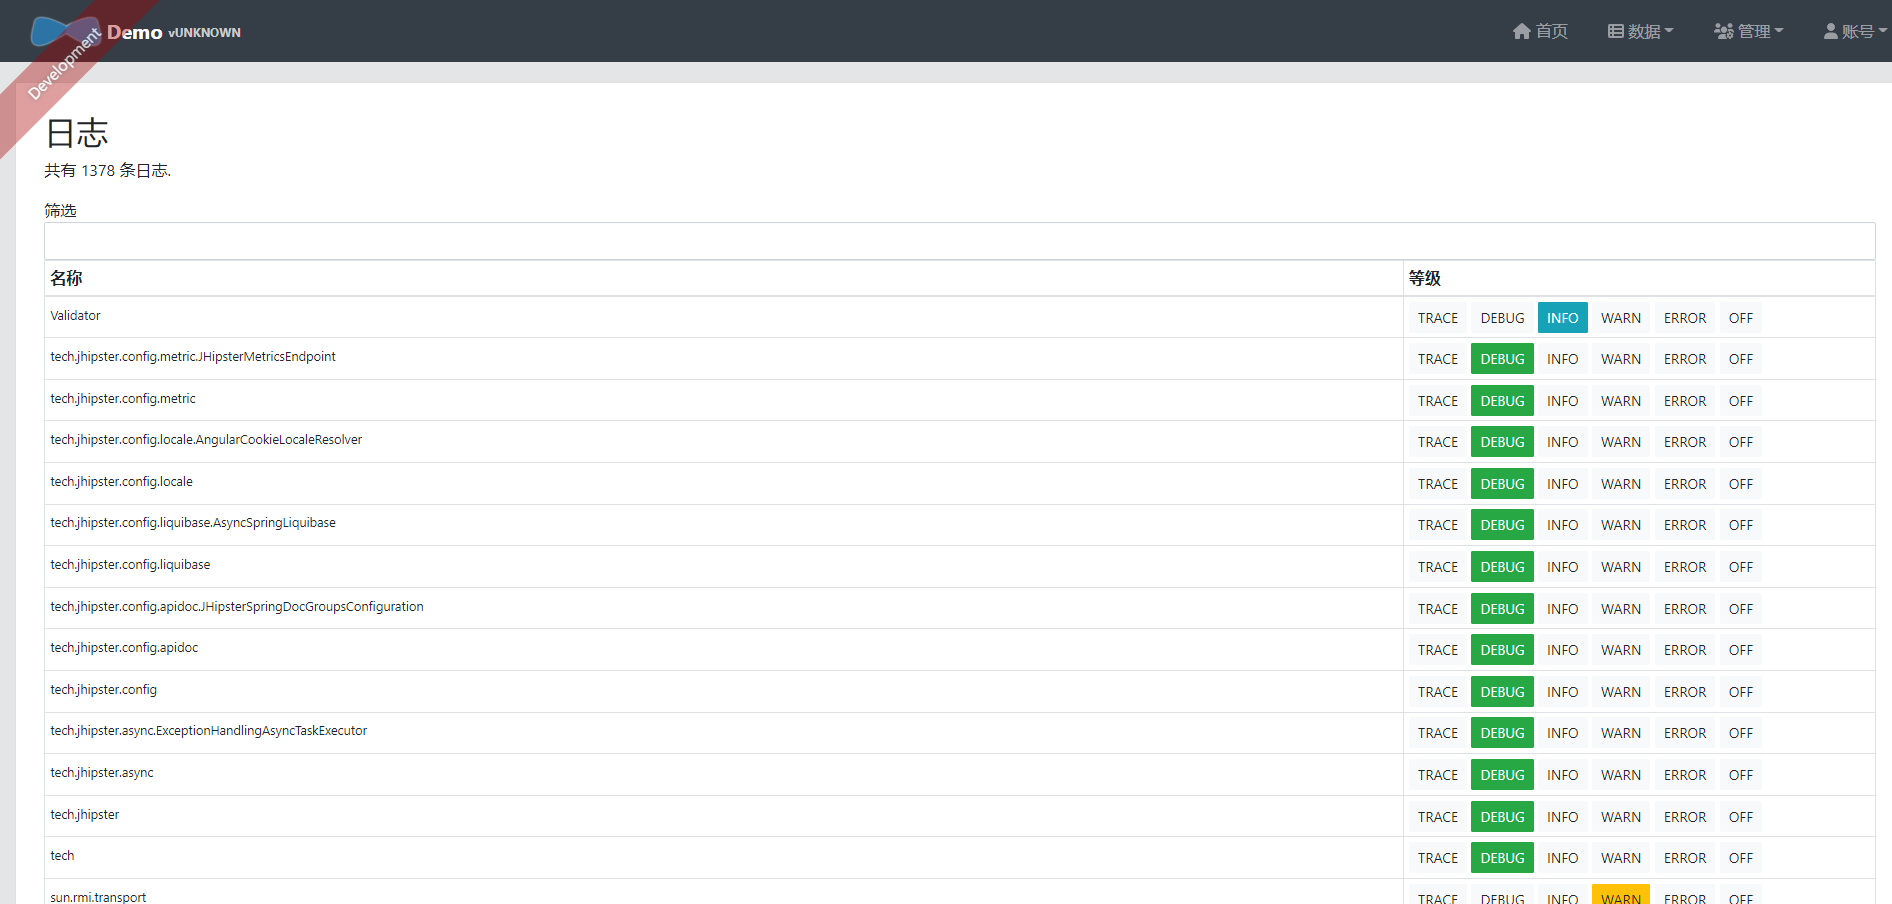 Demo vUNKNOWN
首页 数据 管理 账号
Development
日志
共有 1378 条日志.
筛选
名称 等级
Validator TRACE DEBUG INFO WARN ERROR OFF
tech.jhipster.config.metric.JHipsterMetricsEndpoint TRACE DEBUG INFO WARN ERROR OFF
tech.jhipster.config.metric TRACE DEBUG INFO WARN ERROR OFF
tech.jhipster.config.locale.AngularCookieLocaleResolver TRACE DEBUG INFO WARN ERROR OFF
tech.jhipster.config.locale TRACE DEBUG INFO WARN ERROR OFF
tech.jhipster.config.liquibase.AsyncSpringLiquibase TRACE DEBUG INFO WARN ERROR OFF
tech.jhipster.config.liquibase TRACE DEBUG INFO WARN ERROR OFF
tech.jhipster.config.apidoc.JHipsterSpringDocGroupsConfiguration TRACE DEBUG INFO WARN ERROR OFF
tech.jhipster.config.apidoc TRACE DEBUG INFO WARN ERROR OFF
tech.jhipster.config TRACE DEBUG INFO WARN ERROR OFF
tech.jhipster.async.ExceptionHandlingAsyncTaskExecutor TRACE DEBUG INFO WARN ERROR OFF
tech.jhipster.async TRACE DEBUG INFO WARN ERROR OFF
tech.jhipster TRACE DEBUG INFO WARN ERROR OFF
tech TRACE DEBUG INFO WARN ERROR OFF
sun.rmi.transport TRACE DEBUG INFO WARN ERROR OFF